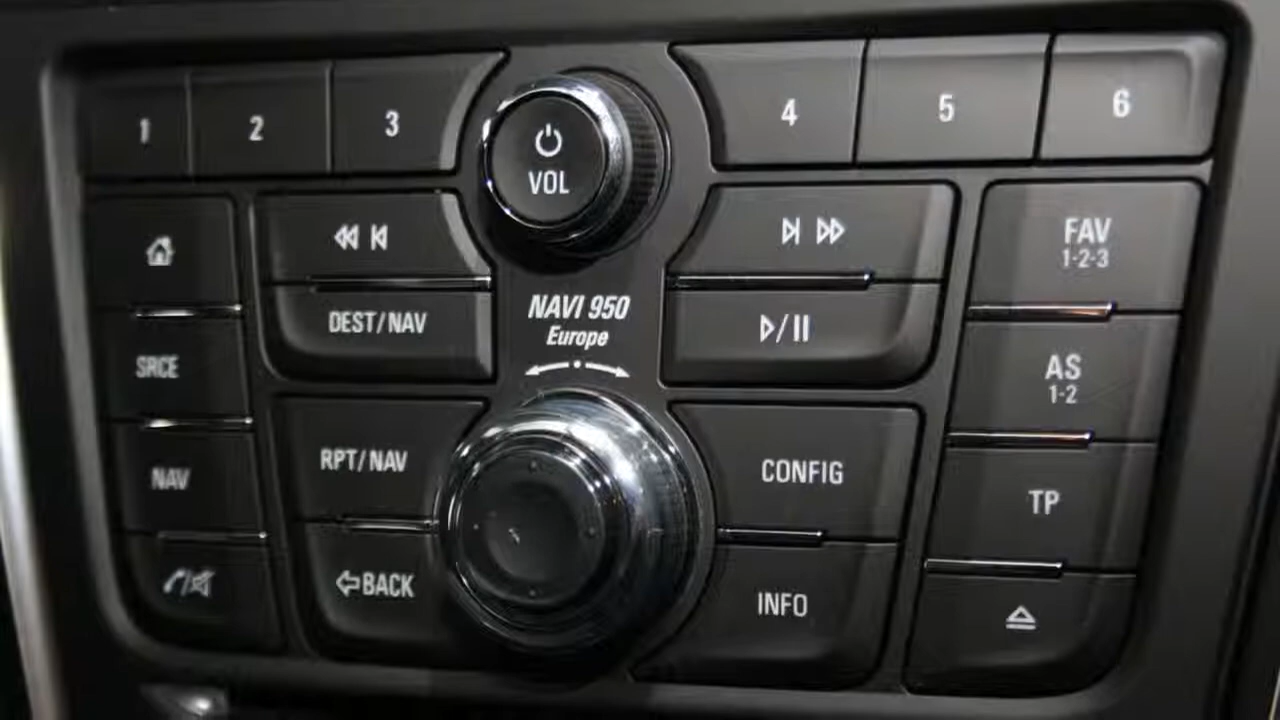 1
2
3
VOL
4
5
6
FAV
1-2-3
DEST/NAV
NAVI 950
Europe
SRCE
AS
1-2
NAV
RPT/NAV
CONFIG
TP
BACK
INFO